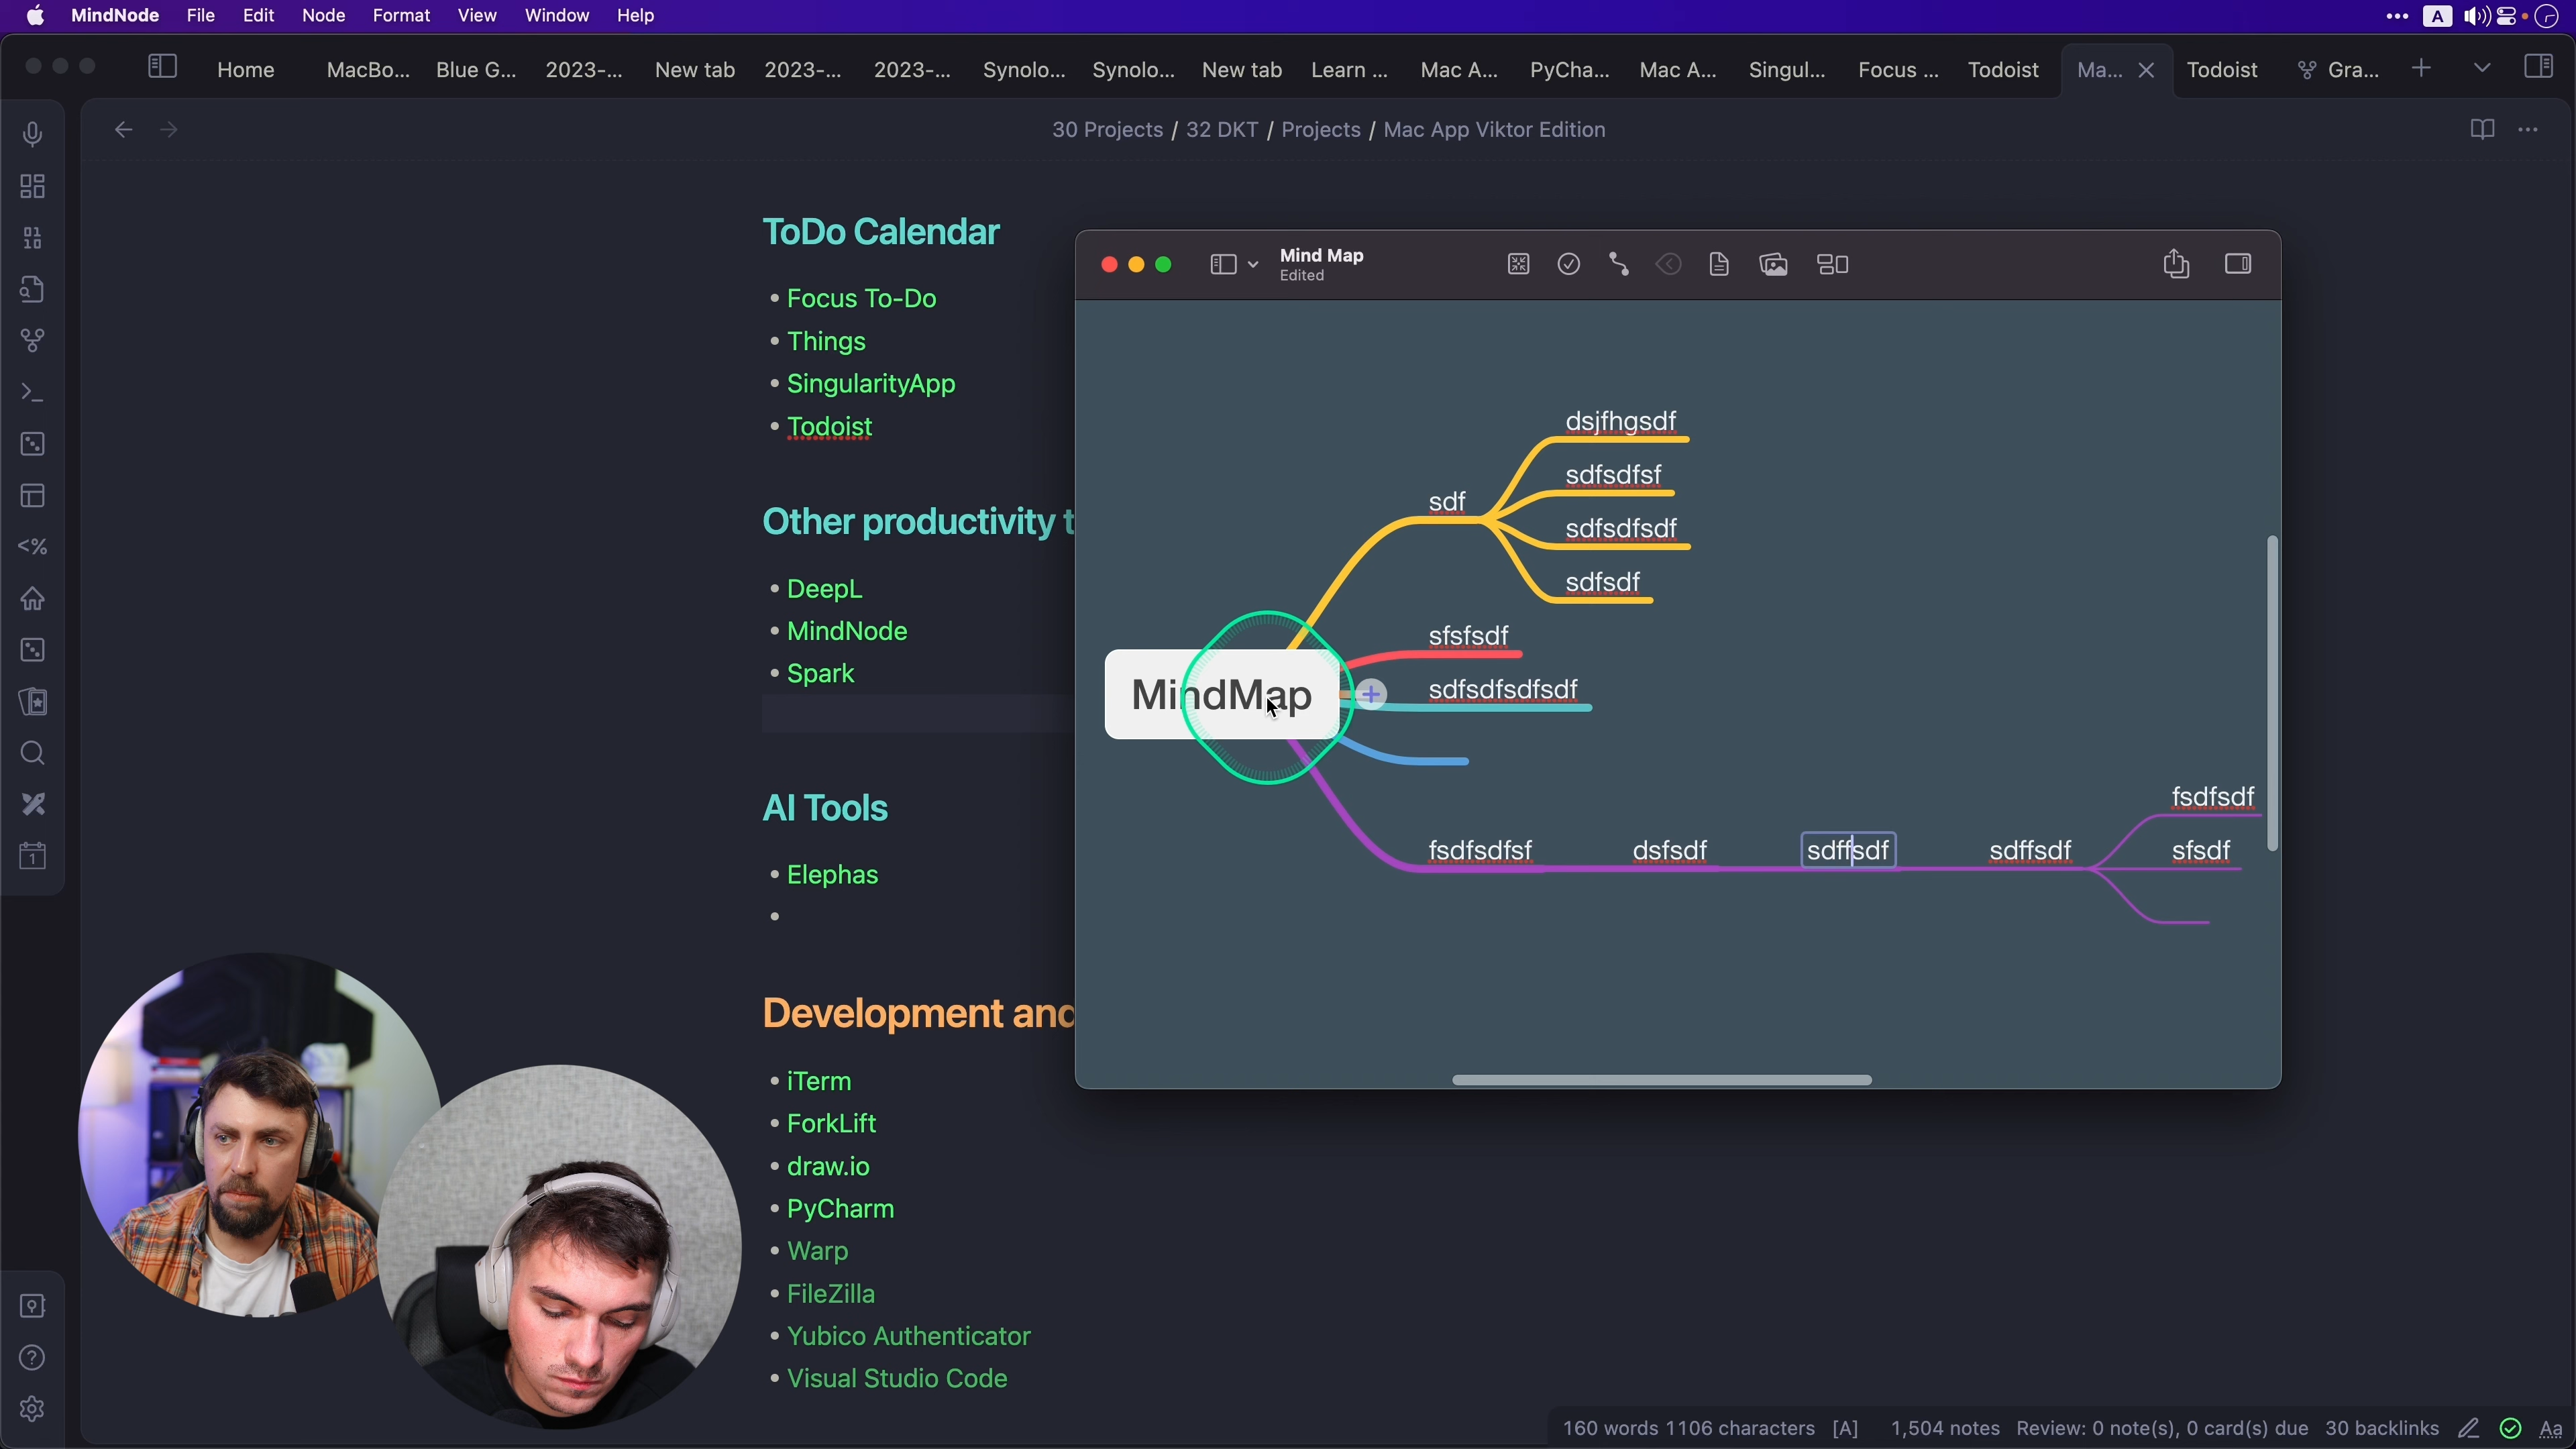 MindNode File Edit Node Format View Window Help
A
Home MacBo... Blue G... 2023-... New tab 2023-... 2023-... Synolo... Synolo... New tab Learn ... Mac A... PyCha... Mac A... Singul... Focus ... Todoist Ma... Todoist Gra...
30 Projects / 32 DKT / Projects / Mac App Viktor Edition
ToDo Calendar
• Focus To-Do
• Things
• SingularityApp
• Todoist
Other productivity t
• DeepL
• MindNode
• Spark
AI Tools
• Elephas
•
Development and
• iTerm
• ForkLift
• draw.io
• PyCharm
• Warp
• FileZilla
• Yubico Authenticator
• Visual Studio Code
Mind Map
Edited
dsjfhgsdf
sdfsdfsf
sdf
sdfsdfsdf
sdfsdf
sfsfsdf
MindMap
sdfsdfsdfsdf
fsdfsdf
fsdfsdfsf dsfsdf sdffsdf sdffsdf sfsdf
160 words 1106 characters [A] 1,504 notes Review: 0 note(s), 0 card(s) due 30 backlinks Aa
<%
1